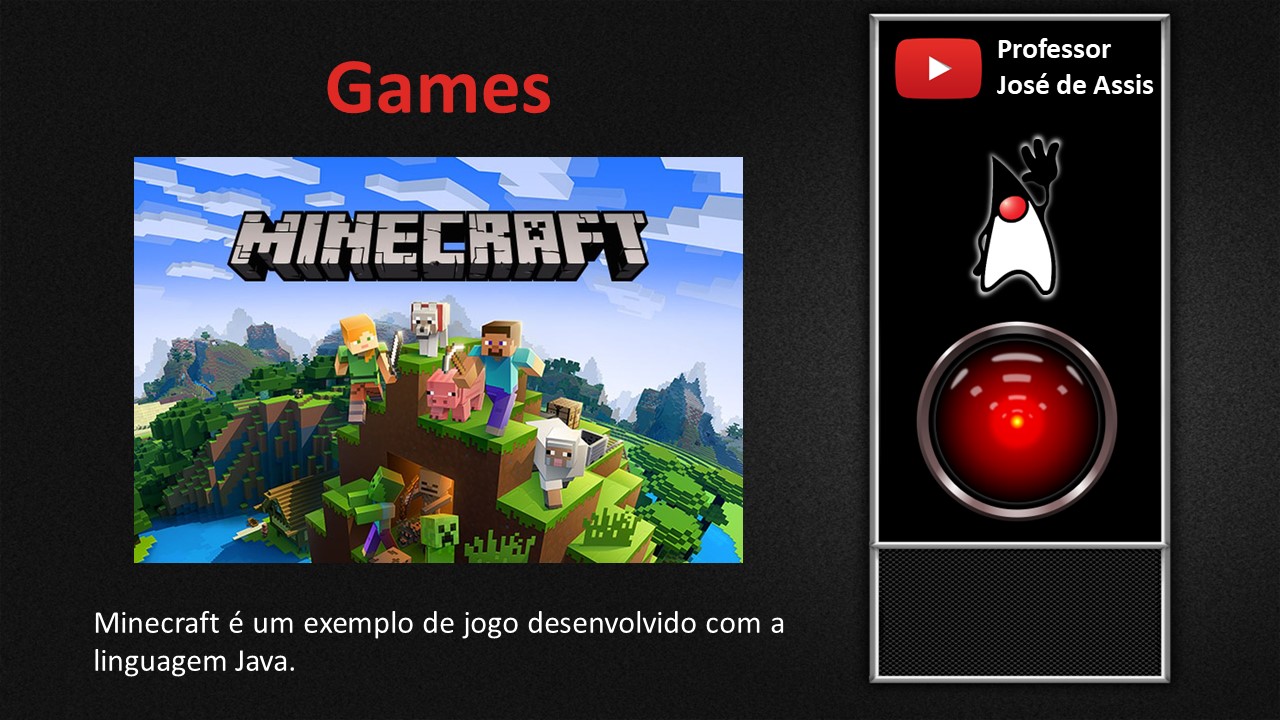 Games
MINECRAFT
Minecraft é um exemplo de jogo desenvolvido com a
linguagem Java.
Professor
José de Assis